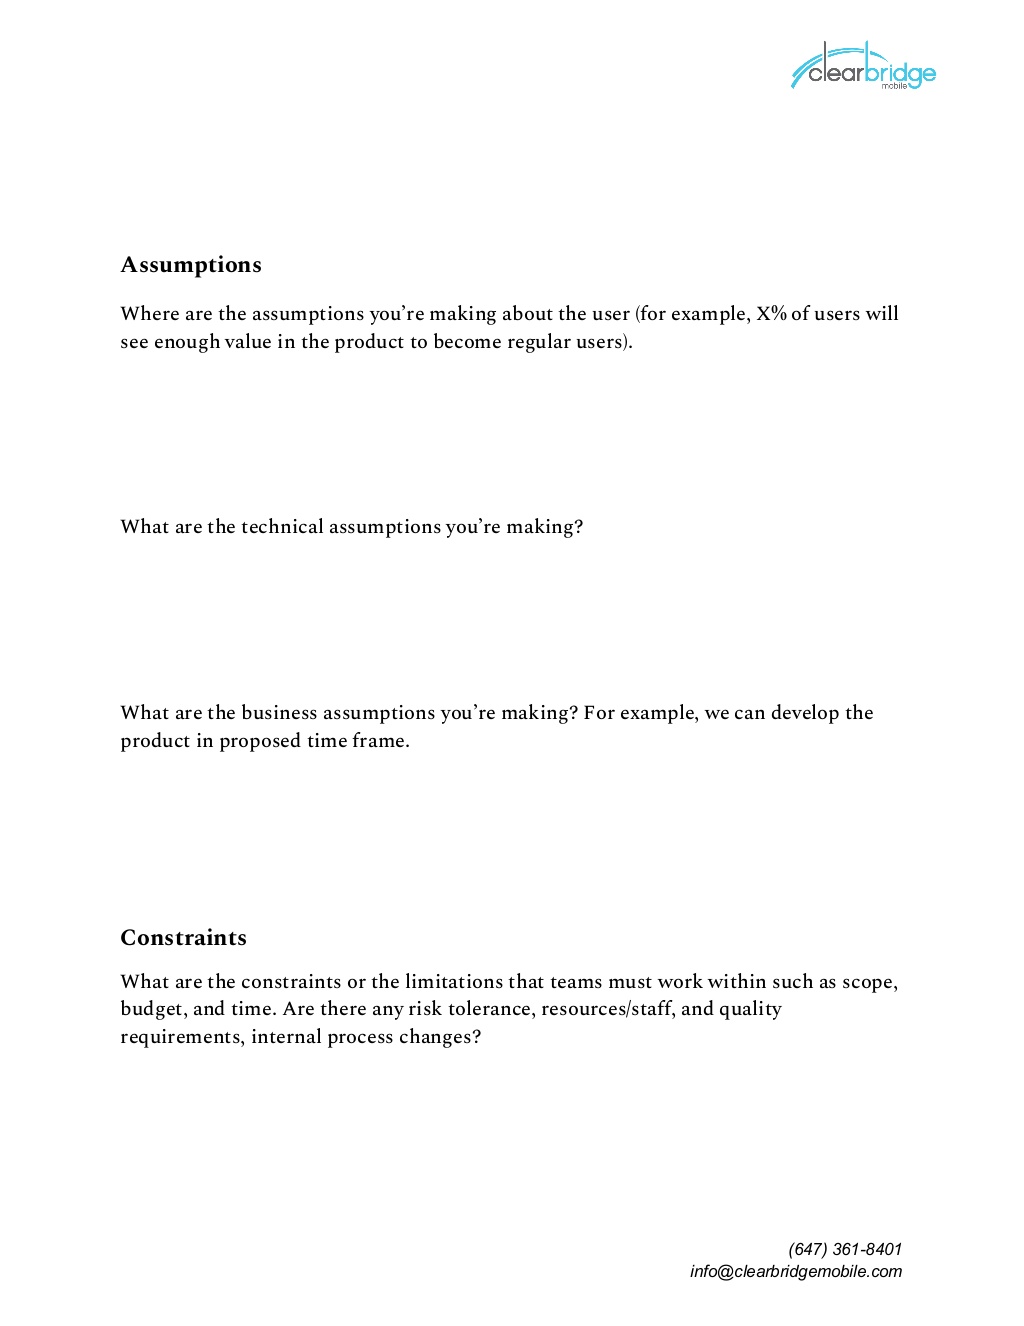 clearbridge
mobile
Assumptions
Where are the assumptions you’re making about the user (for example, X% of users will
see enough value in the product to become regular users).
What are the technical assumptions you’re making?
What are the business assumptions you’re making? For example, we can develop the
product in proposed time frame.
Constraints
What are the constraints or the limitations that teams must work within such as scope,
budget, and time. Are there any risk tolerance, resources/staff, and quality
requirements, internal process changes?
(647) 361-8401
info@clearbridgemobile.com